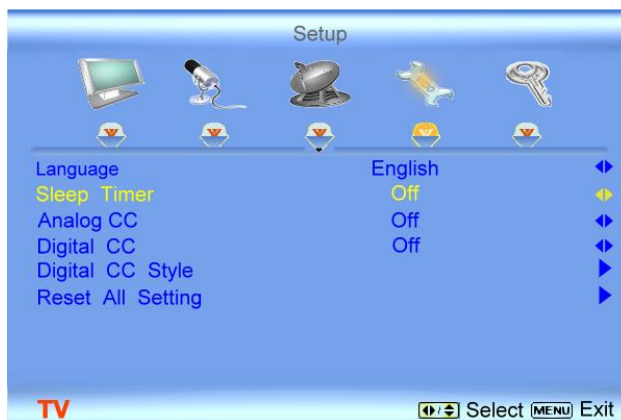 Setup
Language English
Sleep Timer Off
Analog CC Off
Digital CC Off
Digital CC Style
Reset All Setting
TV Select MENU Exit